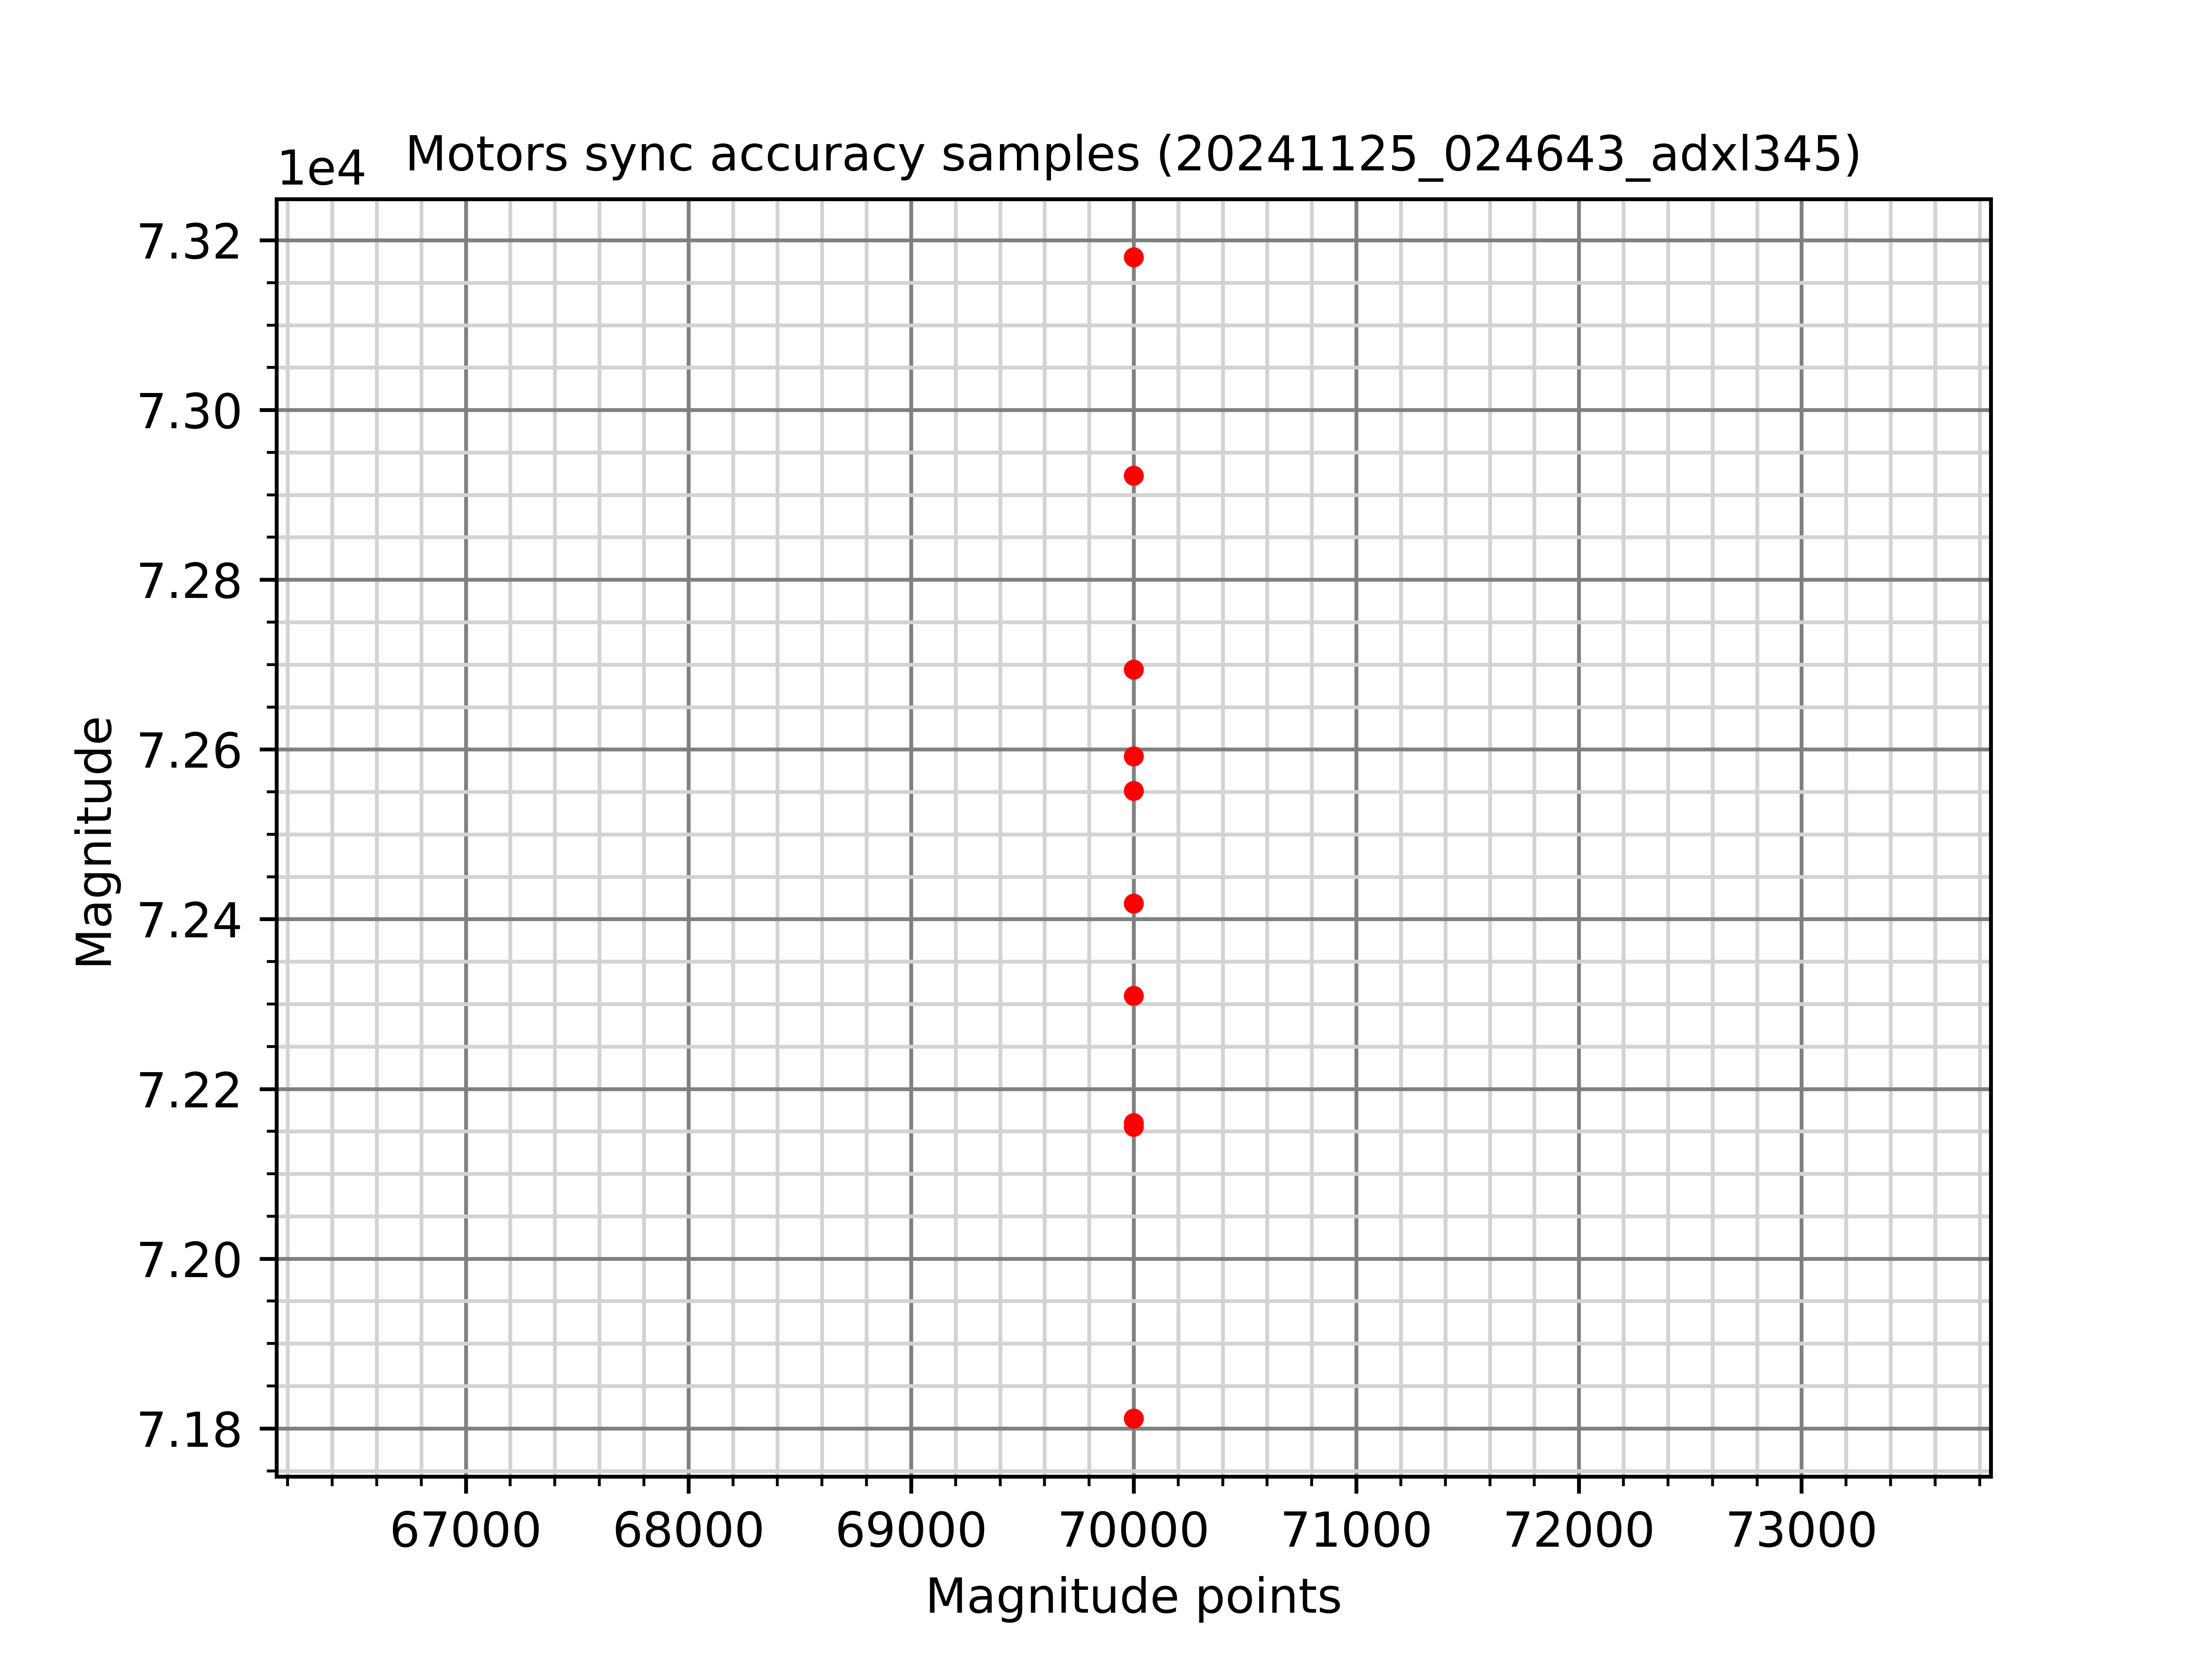 Motors sync accuracy samples (20241125_024643_adxl345)
1e4
7.32
7.30
7.28
7.26
7.24
7.22
7.20
7.18
Magnitude
67000 68000 69000 70000 71000 72000 73000
Magnitude points